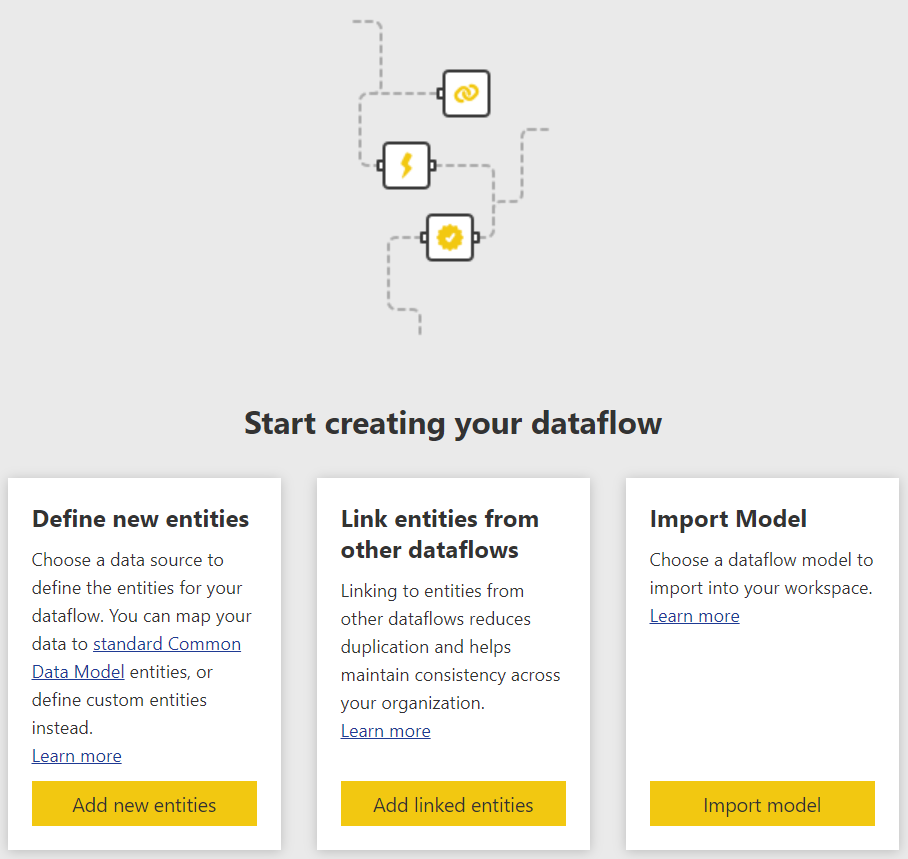 Start creating your dataflow
Define new entities
Choose a data source to
define the entities for your
dataflow. You can map your
data to standard Common
Data Model entities, or
define custom entities
instead.
Learn more
Add new entities
Link entities from
other dataflows
Linking to entities from
other dataflows reduces
duplication and helps
maintain consistency across
your organization.
Learn more
Add linked entities
Import Model
Choose a dataflow model to
import into your workspace.
Learn more
Import model